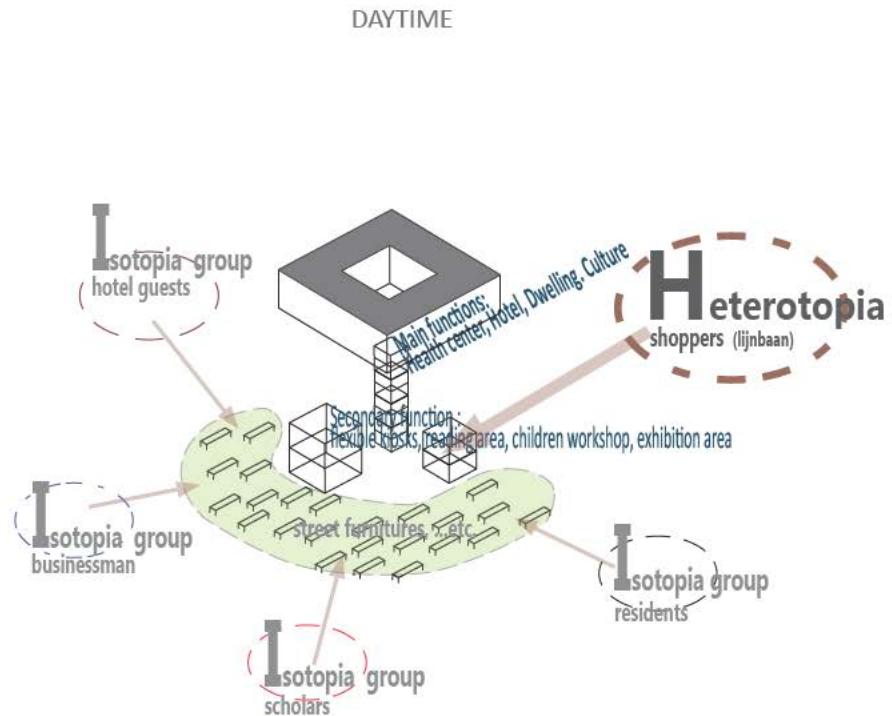 DAYTIME
Isotopia group
hotel guests
Main functions:
Health center, Hotel, Dwelling, Culture
Heterotopia
shoppers (lijnbaan)
Secondary function :
flexible kiosks, reading area, children workshop, exhibition area
Isotopia group
businessman
street furnitures, ...etc
Isotopia group
residents
Isotopia group
scholars